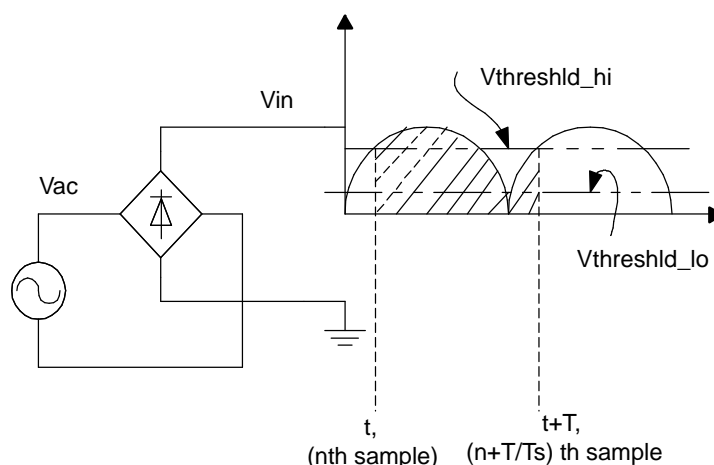 Vthreshld_hi
Vin
Vac
Vthreshld_lo
t,
(nth sample)
t+T,
(n+T/Ts) th sample